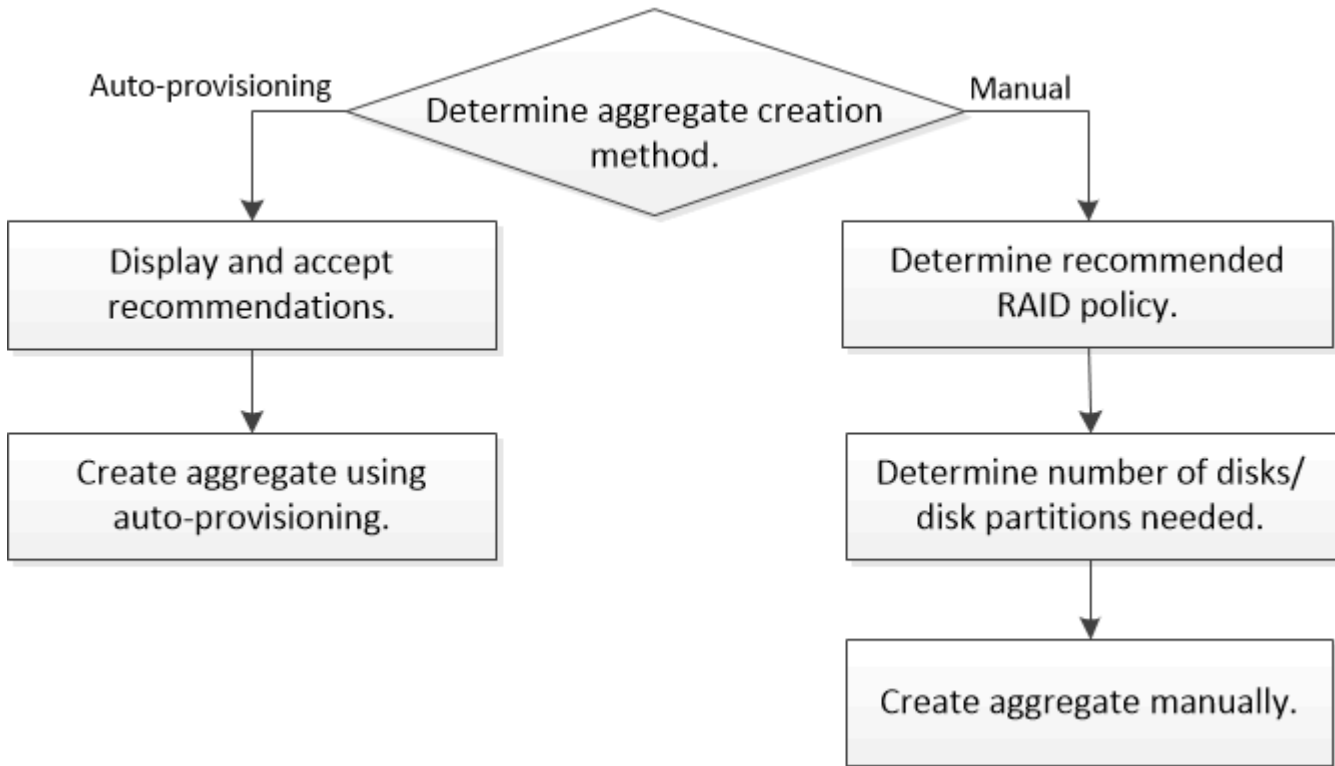 Auto-provisioning
Manual
Determine aggregate creation
method.
Display and accept
recommendations.
Determine recommended
RAID policy.
Create aggregate using
auto-provisioning.
Determine number of disks/
disk partitions needed.
Create aggregate manually.